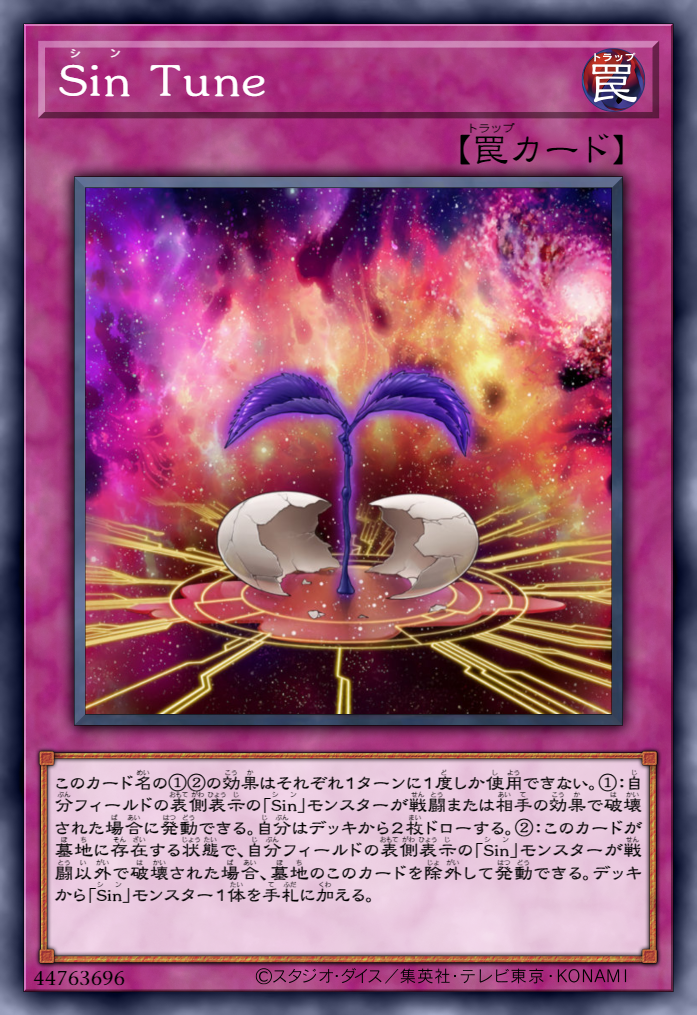 シン
Sin Tune
トラップ
罠
トラップ
【罠カード】
このカード名の①②の効果はそれぞれ1ターンに1度しか使用できない。①:自
分フィールドの表側表示の「Sin」モンスターが戦闘または相手の効果で破壊
された場合に発動できる。自分はデッキから2枚ドローする。②:このカードが
墓地に存在する状態で、自分フィールドの表側表示の「Sin」モンスターが戦
闘以外で破壊された場合、墓地のこのカードを除外して発動できる。デッキ
から「Sin」モンスター1体を手札に加える。
44763696
©スタジオ・ダイス/集英社・テレビ東京・KONAMI